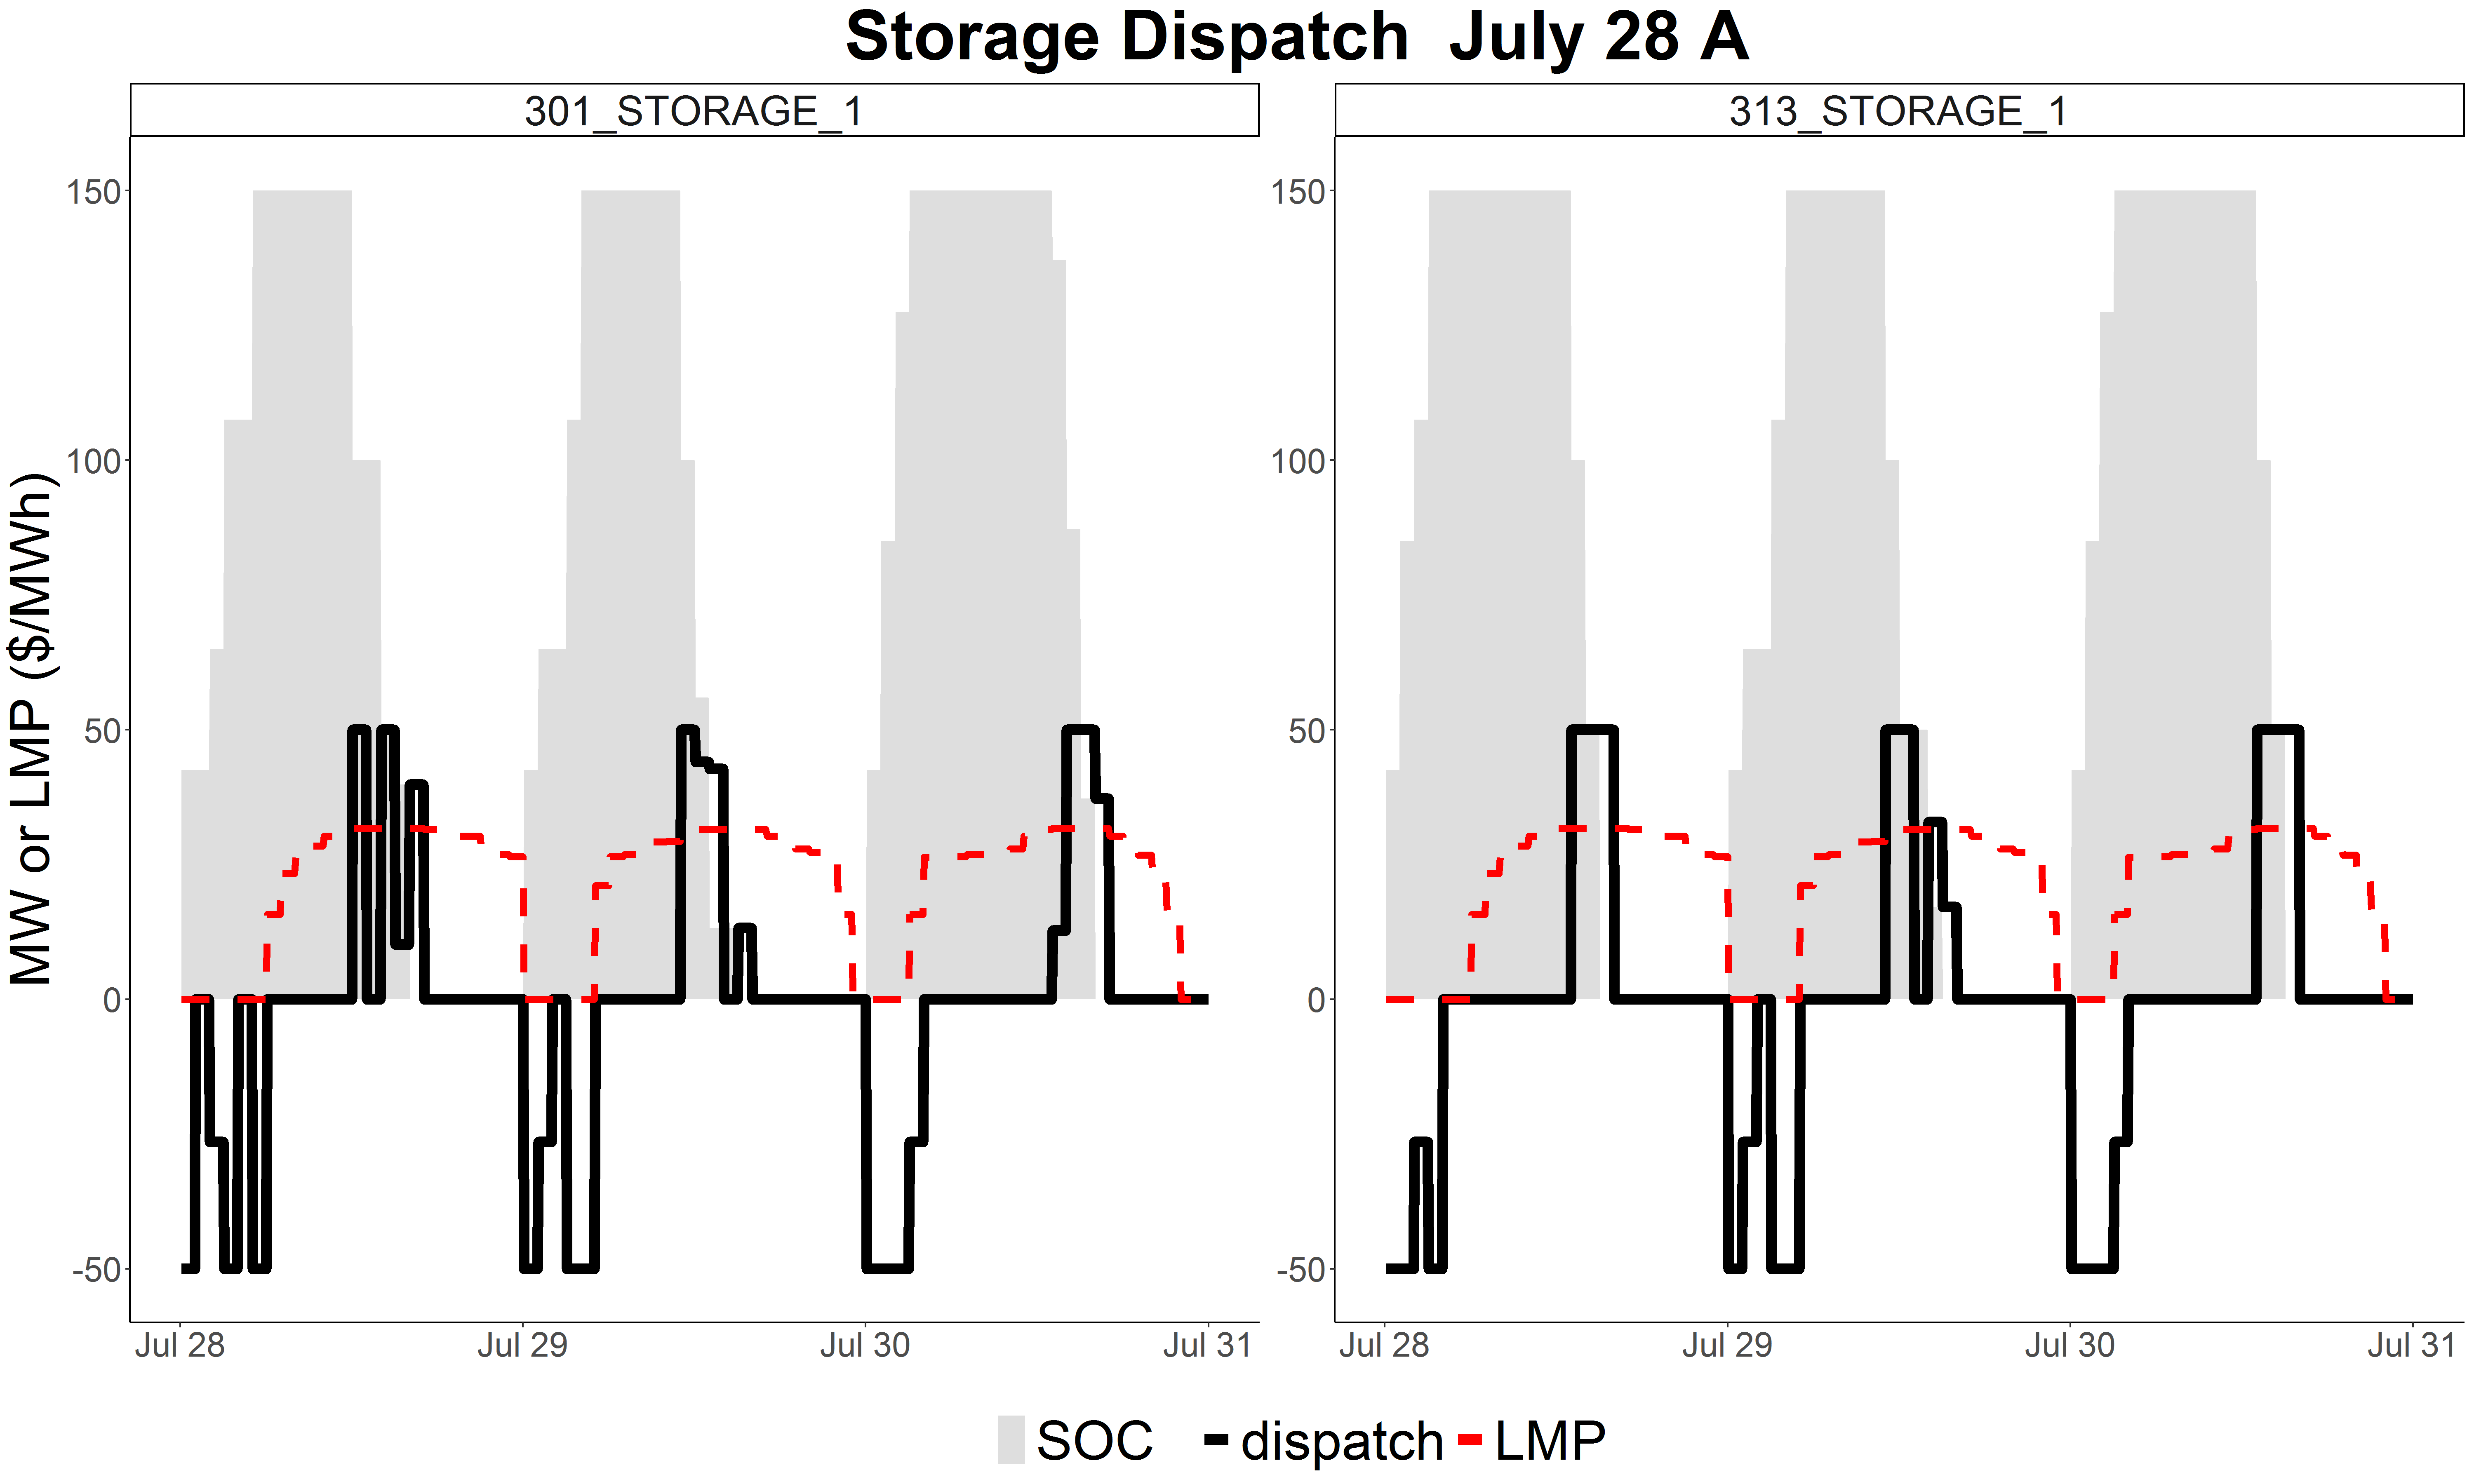 Storage Dispatch  July 28 A
301_STORAGE_1
313_STORAGE_1
MW or LMP ($/MWh)
150
100
50
0
-50
150
100
50
0
-50
Jul 28
Jul 29
Jul 30
Jul 31
Jul 28
Jul 29
Jul 30
Jul 31
SOC
dispatch
LMP